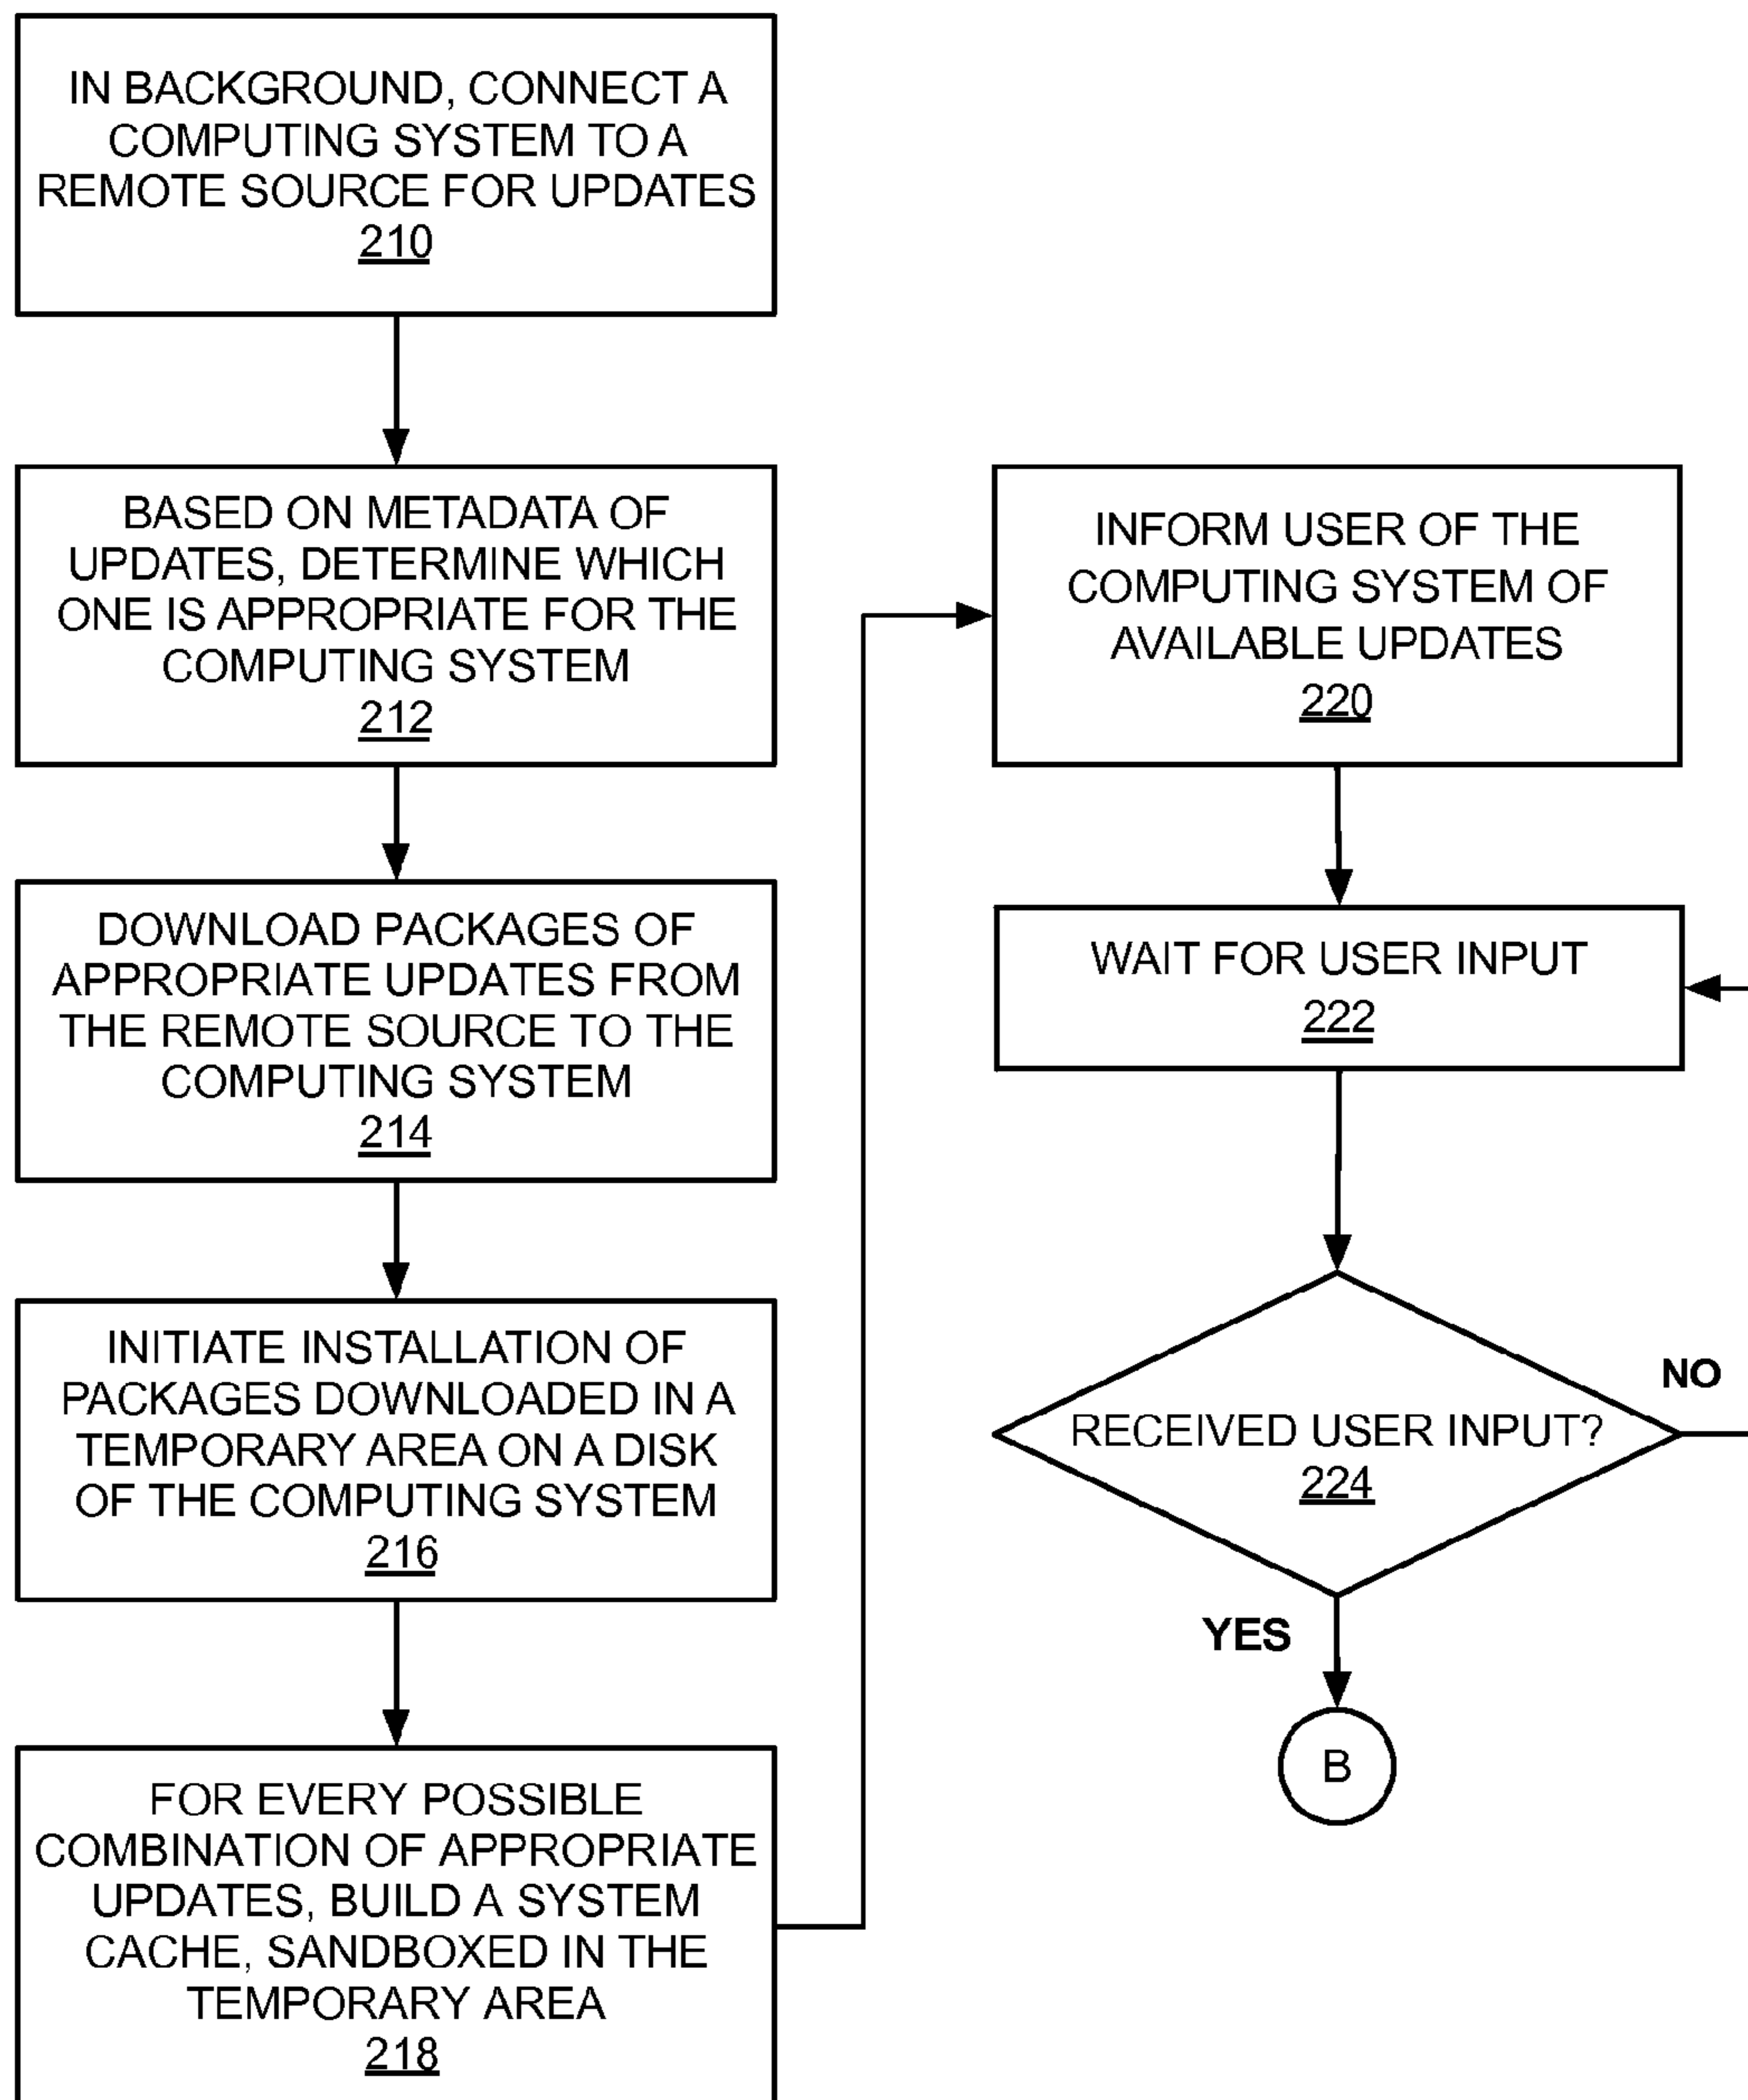 IN BACKGROUND, CONNECT A
COMPUTING SYSTEM TO A
REMOTE SOURCE FOR UPDATES
210
BASED ON METADATA OF
UPDATES, DETERMINE WHICH
ONE IS APPROPRIATE FOR THE
COMPUTING SYSTEM
212
DOWNLOAD PACKAGES OF
APPROPRIATE UPDATES FROM
THE REMOTE SOURCE TO THE
COMPUTING SYSTEM
214
INITIATE INSTALLATION OF
PACKAGES DOWNLOADED IN A
TEMPORARY AREA ON A DISK
OF THE COMPUTING SYSTEM
216
FOR EVERY POSSIBLE
COMBINATION OF APPROPRIATE
UPDATES, BUILD A SYSTEM
CACHE, SANDBOXED IN THE
TEMPORARY AREA
218
INFORM USER OF THE
COMPUTING SYSTEM OF
AVAILABLE UPDATES
220
WAIT FOR USER INPUT
222
RECEIVED USER INPUT?
224
NO
YES
B